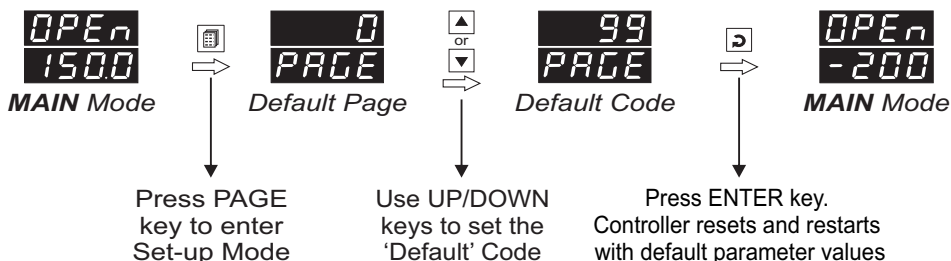 OPEn
150.0
MAIN Mode
0
PAGE
Default Page
or
99
PAGE
Default Code
OPEn
-200
MAIN Mode
Press PAGE
key to enter
Set-up Mode
Use UP/DOWN
keys to set the
‘Default’ Code
Press ENTER key.
Controller resets and restarts
with default parameter values